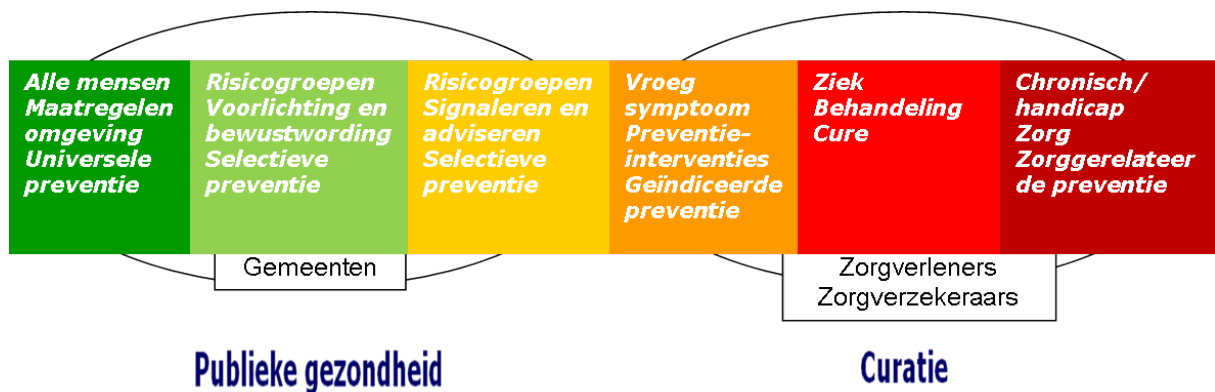 Alle mensen
Maatregelen
omgeving
Universele
preventie
Risicogroepen
Voorlichting en
bewustwording
Selectieve
preventie
Risicogroepen
Signaleren en
adviseren
Selectieve
preventie
Vroeg
symptoom
Preventie-
interventies
Geïndiceerde
preventie
Ziek
Behandeling
Cure
Chronisch/
handicap
Zorg
Zorggerelateer
de preventie
Gemeenten
Zorgverleners
Zorgverzekeraars
Publieke gezondheid
Curatie